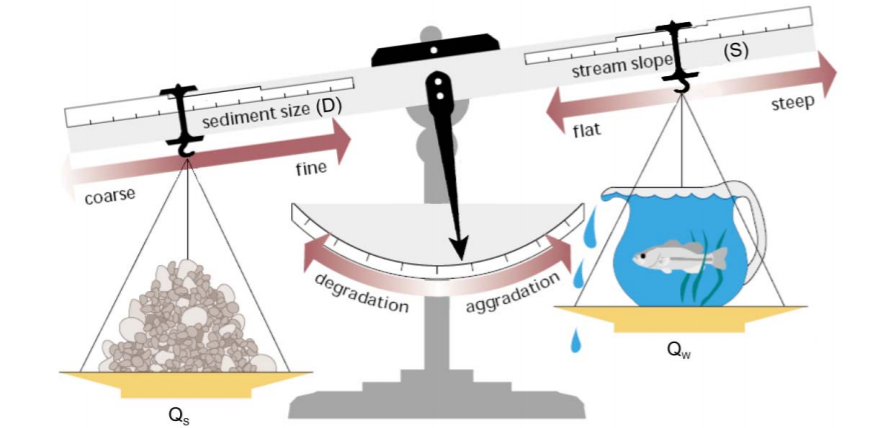 sediment size (D)
coarse
fine
stream slope
(S)
flat
steep
degradation
aggradation
Qs
Qw